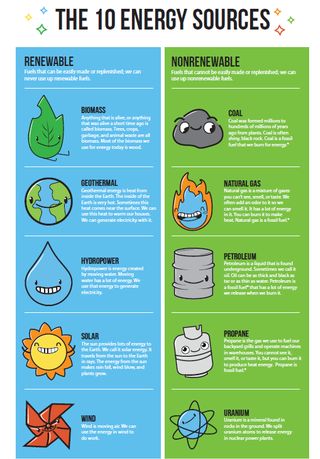 THE 10 ENERGY SOURCES
RENEWABLE
Fuels that can be easily made or replenished; we can
never use up renewable fuels.
BIOMASS
Anything that is alive, or anything
that was alive a short time ago is
called biomass. Trees, crops,
garbage, and animal waste are all
biomass. Most of the biomass we
use for energy today is wood.
GEOTHERMAL
Geothermal energy is heat from
inside the Earth. The inside of the
Earth is very hot. Sometimes this
heat comes near the surface. We can
use this heat to warm our houses.
We can generate electricity with it.
HYDROPOWER
Hydropower is energy created
by moving water. Moving
water has a lot of energy. We
use that energy to generate
electricity.
SOLAR
The sun provides lots of energy to
the Earth. We call it solar energy. It
travels from the sun to the Earth
in rays. The energy from the sun
makes rain fall, wind blow, and
plants grow.
WIND
Wind is moving air. We can
use the energy in wind to
do work.
NONRENEWABLE
Fuels that cannot be easily made or replenished; we can
use up nonrenewable fuels.
COAL
Coal was formed millions
to hundreds of millions of years
ago from plants. Coal is often
shiny, black rock. Coal is a fossil
fuel that we burn for energy.*
NATURAL GAS
Natural gas is a mixture of gases
you can't see, smell, or taste. We
often add an odor to it so we
can smell it. It has a lot of energy
in it. You can burn it to make
heat. Natural gas is a fossil fuel.*
PETROLEUM
Petroleum is a liquid that is found
underground. Sometimes we call it
oil. Oil can be as thick and black as
tar or as thin as water. Petroleum is
a fossil fuel* that has a lot of energy
we release when we burn it.
PROPANE
Propane is the gas we use to fuel our
backyard grills and operate machines
in warehouses. You cannot see it,
smell it, or taste it, but you can burn it
to produce heat energy. Propane is
fossil fuel.*
URANIUM
Uranium is a mineral found in
rocks in the ground. We split
uranium atoms to release energy
in nuclear power plants.